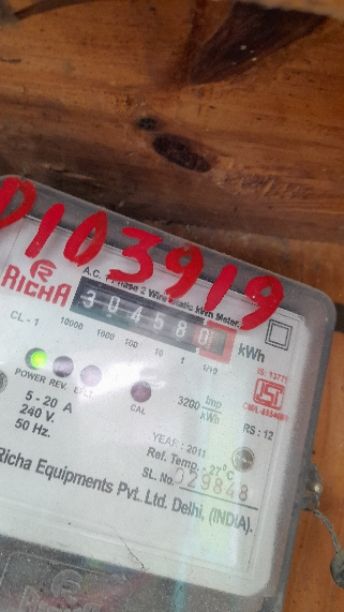 D103919
A.C. 1 Phase 2 Wire Static kWh Meter.
RICHA
304580 kWh
CL - 1
10000 1000 100 10 1 1/10
IS: 13779
POWER REV. E/LT CAL
3200 Imp/kWh
CM/L
RS : 12
5 - 20 A
240 V.
50 Hz.
YEAR : 2011
Ref. Temp. - 27°C
SL. No. 029848
Richa Equipments Pvt. Ltd. Delhi, (INDIA).